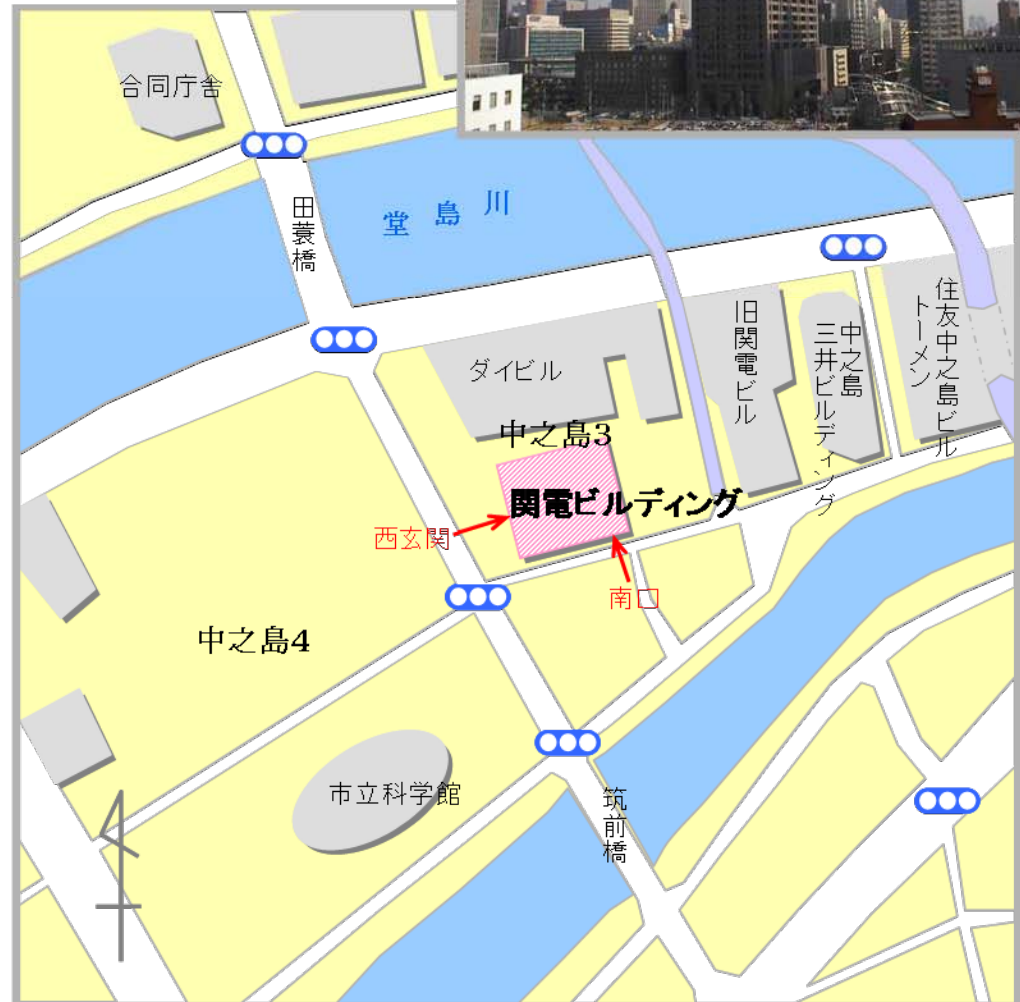 合同庁舎
田蓑橋
堂島川
住友中之島ビル
トーメン
中之島
三井ビルディング
旧関電ビル
ダイビル
中之島3
関電ビルディング
西玄関
南口
中之島4
市立科学館
筑前橋